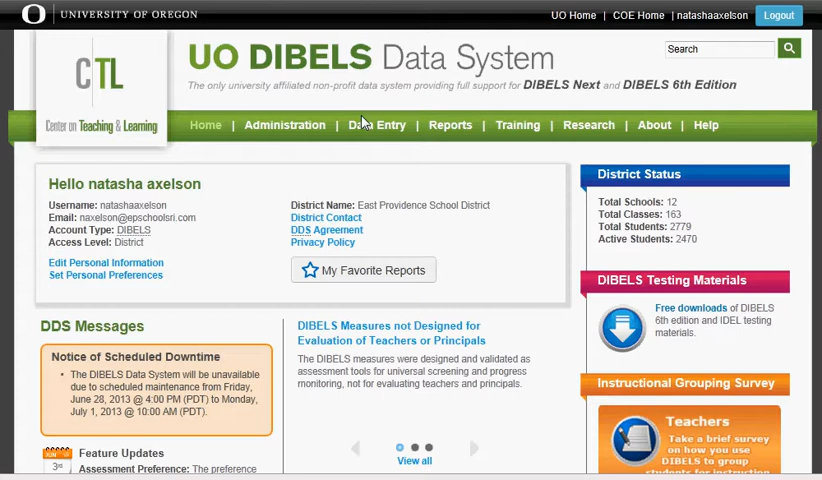 UNIVERSITY OF OREGON
UO Home | COE Home | natashaaxelson Logout
CTL
Center on Teaching & Learning
UO DIBELS Data System
The only university affiliated non-profit data system providing full support for DIBELS Next and DIBELS 6th Edition
Search
Home | Administration | Data Entry | Reports | Training | Research | About | Help
Hello natasha axelson
Username: natashaaxelson
Email: naxelson@epschoolsri.com
Account Type: DIBELS
Access Level: District
Edit Personal Information
Set Personal Preferences
District Name: East Providence School District
District Contact
DDS Agreement
Privacy Policy
My Favorite Reports
District Status
Total Schools: 12
Total Classes: 163
Total Students: 2779
Active Students: 2470
DIBELS Testing Materials
Free downloads of DIBELS
6th edition and IDEL testing
materials.
Instructional Grouping Survey
Teachers
Take a brief survey
on how you use
DIBELS to group
students for instruction
DDS Messages
Notice of Scheduled Downtime
• The DIBELS Data System will be unavailable
due to scheduled maintenance from Friday,
June 28, 2013 @ 4:00 PM (PDT) to Monday,
July 1, 2013 @ 10:00 AM (PDT).
JUN
3rd
Feature Updates
Assessment Preference: The preference
DIBELS Measures not Designed for
Evaluation of Teachers or Principals
The DIBELS measures were designed and validated as
assessment tools for universal screening and progress
monitoring, not for evaluating teachers and principals.
View all